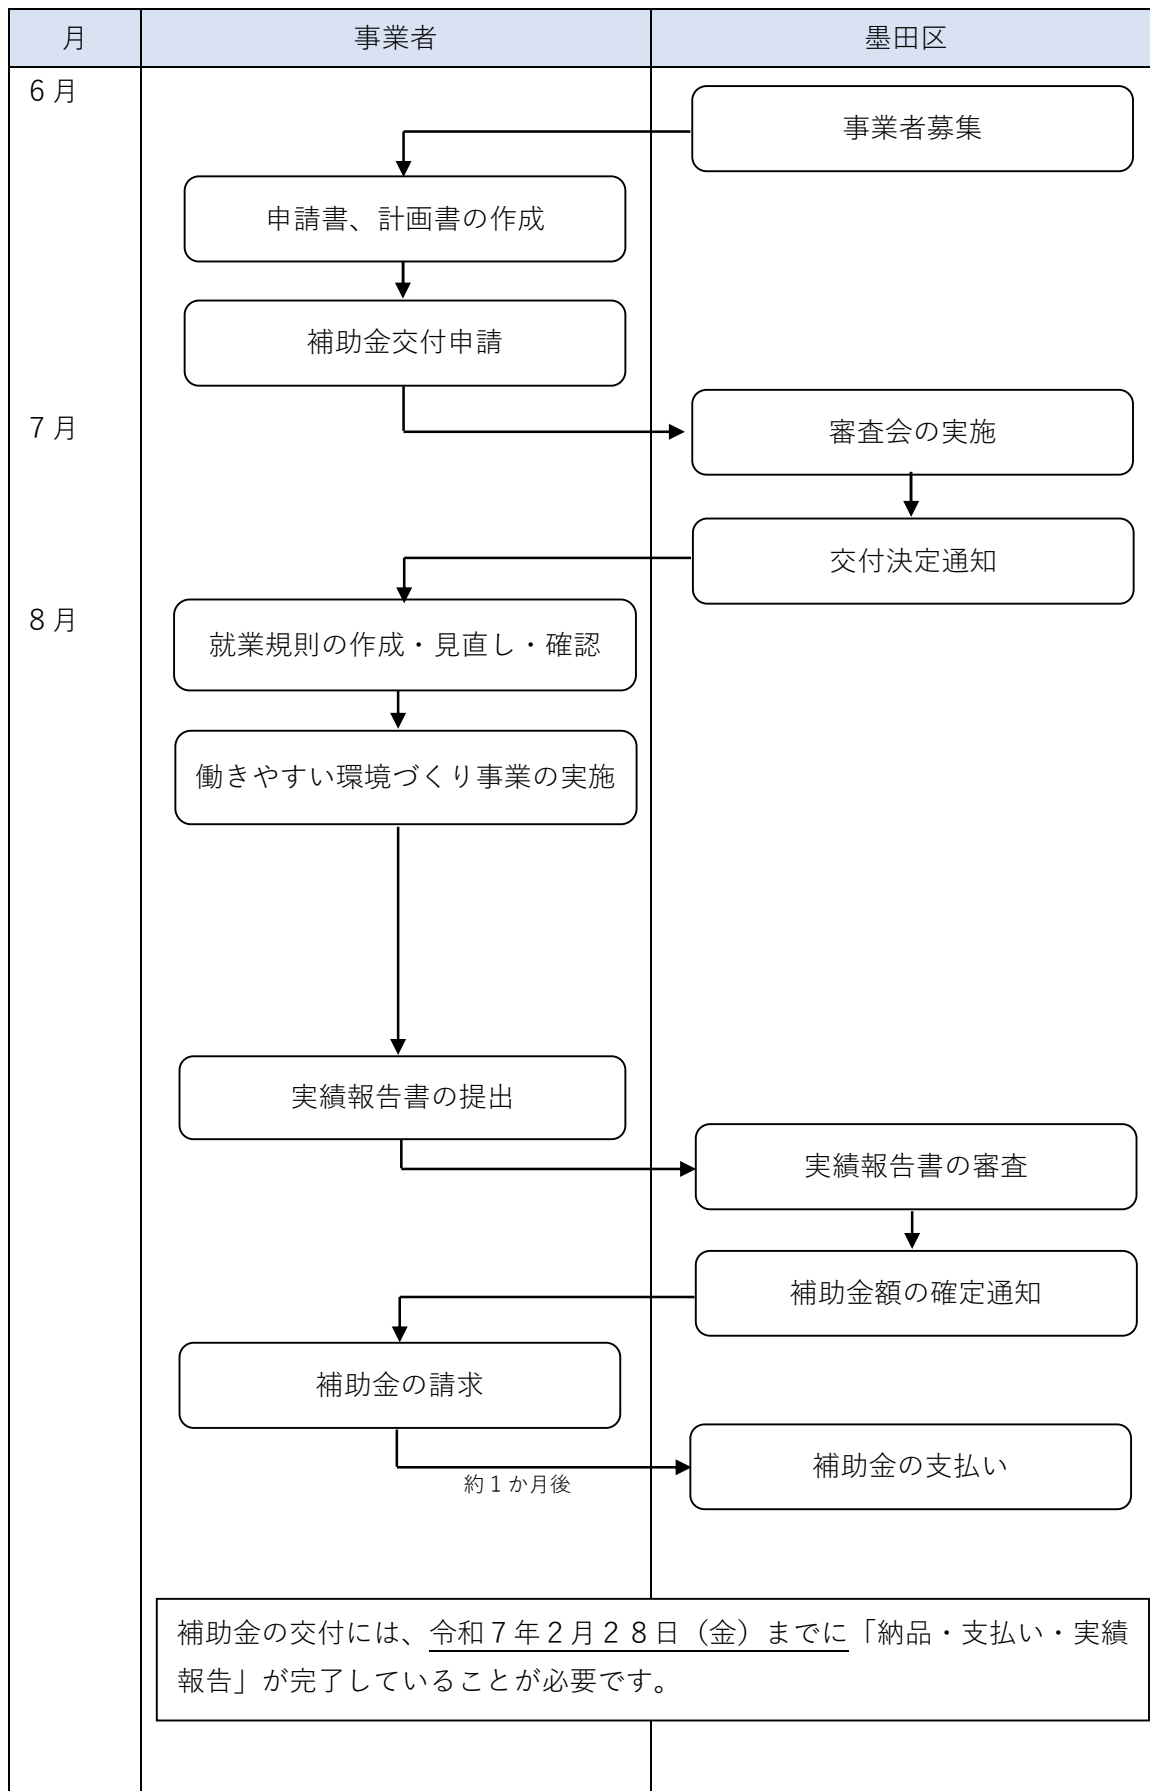 月
事業者
墨田区
6月
事業者募集
申請書、計画書の作成
補助金交付申請
7月
審査会の実施
交付決定通知
8月
就業規則の作成・見直し・確認
働きやすい環境づくり事業の実施
実績報告書の提出
実績報告書の審査
補助金額の確定通知
補助金の請求
補助金の支払い
約1か月後
補助金の交付には、令和7年2月28日（金）までに「納品・支払い・実績
報告」が完了していることが必要です。